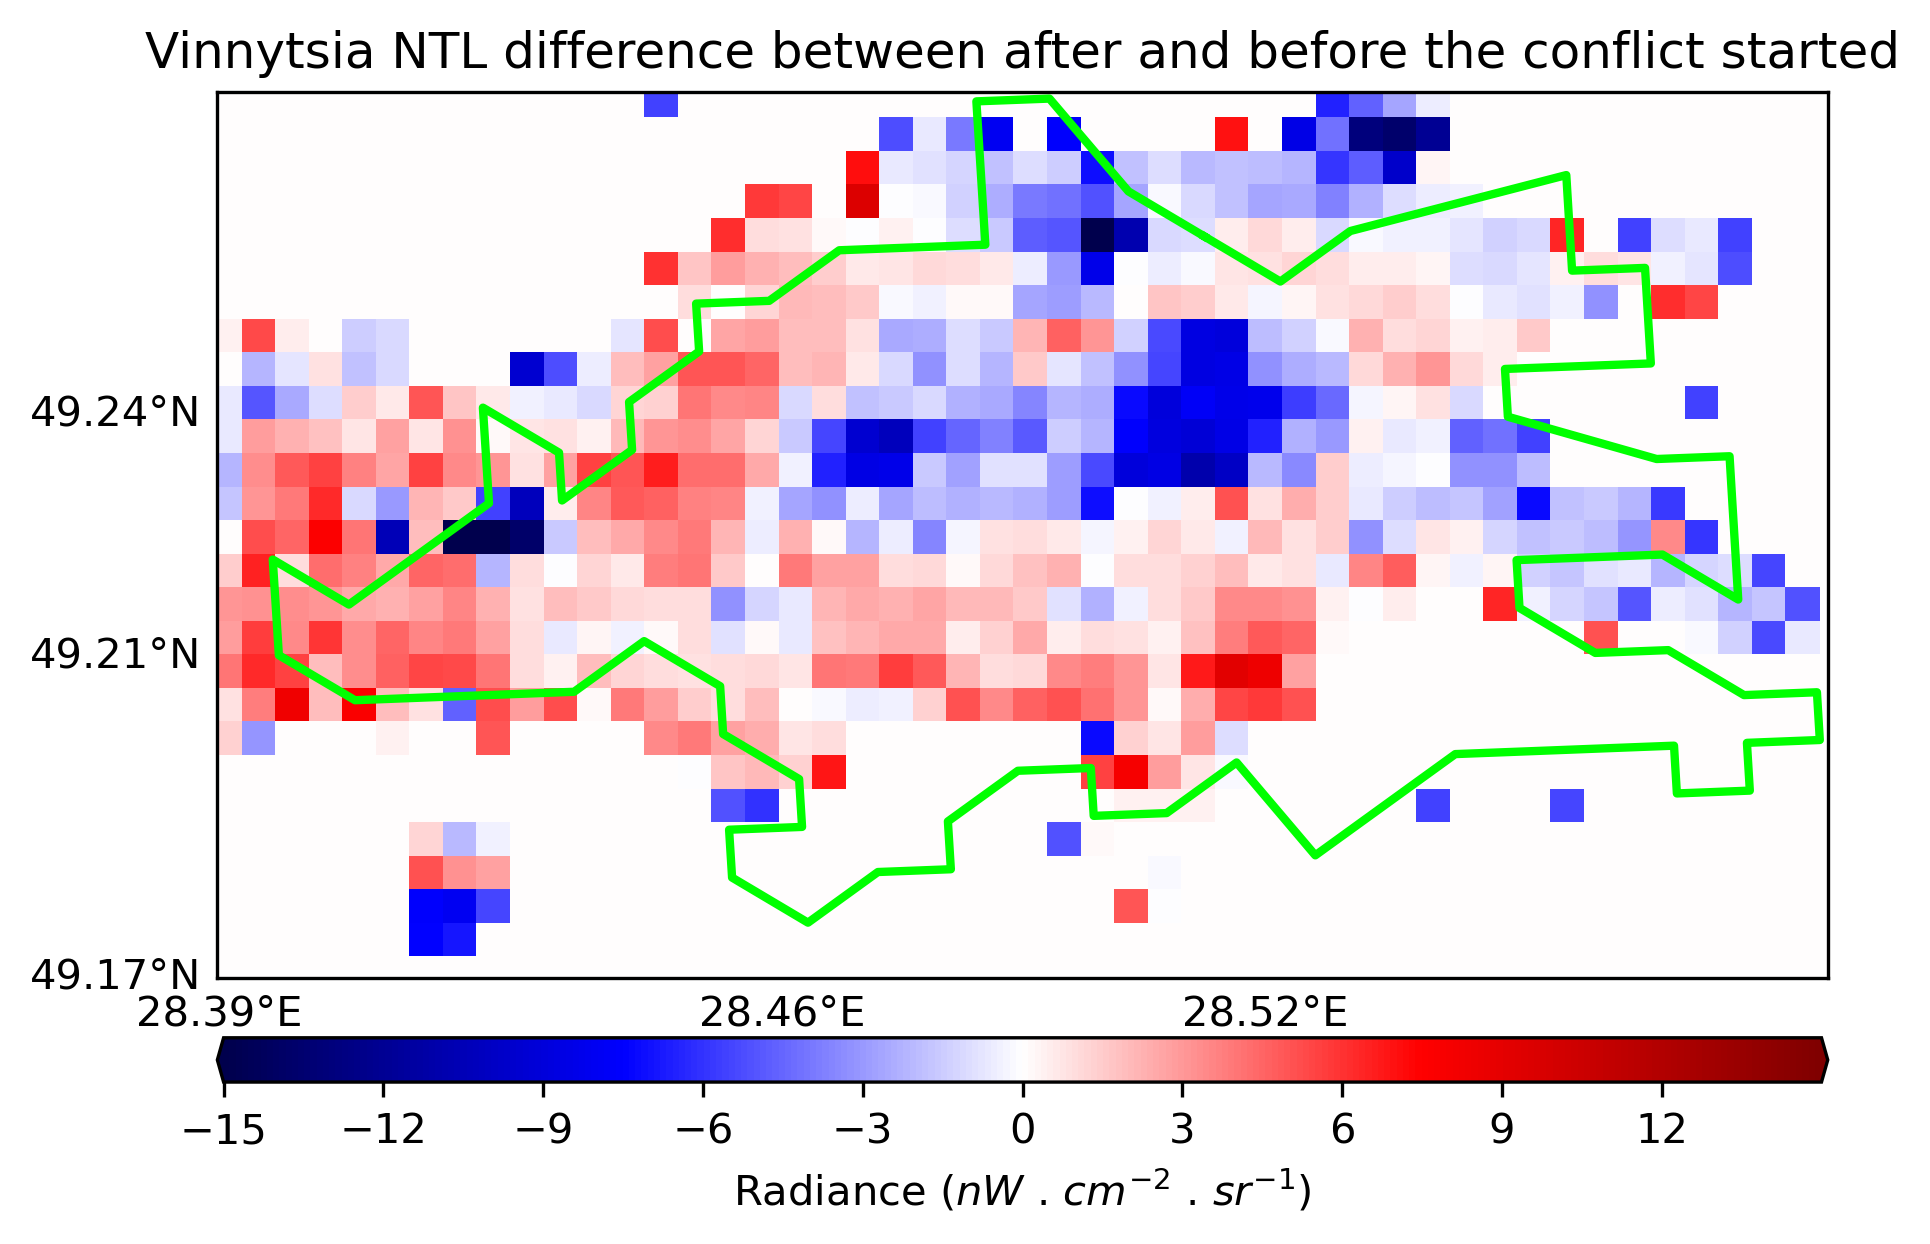 Vinnytsia NTL difference between after and before the conflict started
49.24°N
49.21°N
49.17°N
28.39°E 28.46°E 28.52°E
−15 −12 −9 −6 −3 0 3 6 9 12
Radiance (nW . cm⁻² . sr⁻¹)